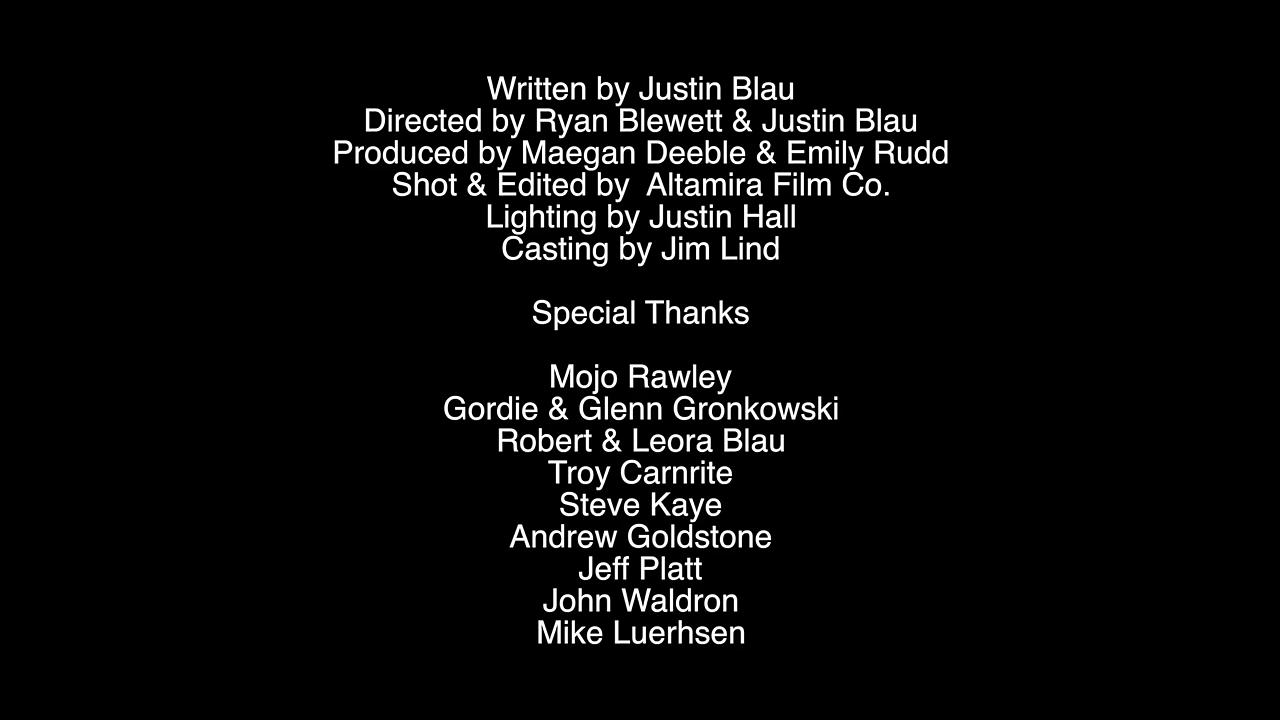 Written by Justin Blau
Directed by Ryan Blewett & Justin Blau
Produced by Maegan Deeble & Emily Rudd
Shot & Edited by  Altamira Film Co.
Lighting by Justin Hall
Casting by Jim Lind
Special Thanks
Mojo Rawley
Gordie & Glenn Gronkowski
Robert & Leora Blau
Troy Carnrite
Steve Kaye
Andrew Goldstone
Jeff Platt
John Waldron
Mike Luerhsen